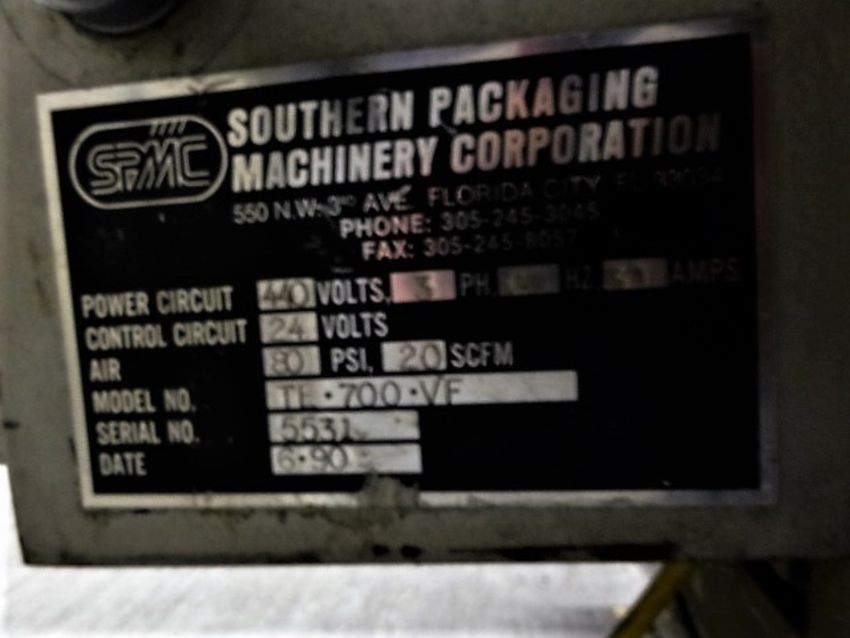 SPMC
SOUTHERN PACKAGING
MACHINERY CORPORATION
550 N.W. 3RD AVE. FLORIDA CITY FL 33034
PHONE: 305-245-3045
FAX: 305-245-8057
POWER CIRCUIT 440 VOLTS, 3 PH, HZ, AMPS
CONTROL CIRCUIT 24 VOLTS
AIR 80 PSI, 20 SCFM
MODEL NO. TE·700·VF
SERIAL NO. 5531
DATE 6·90